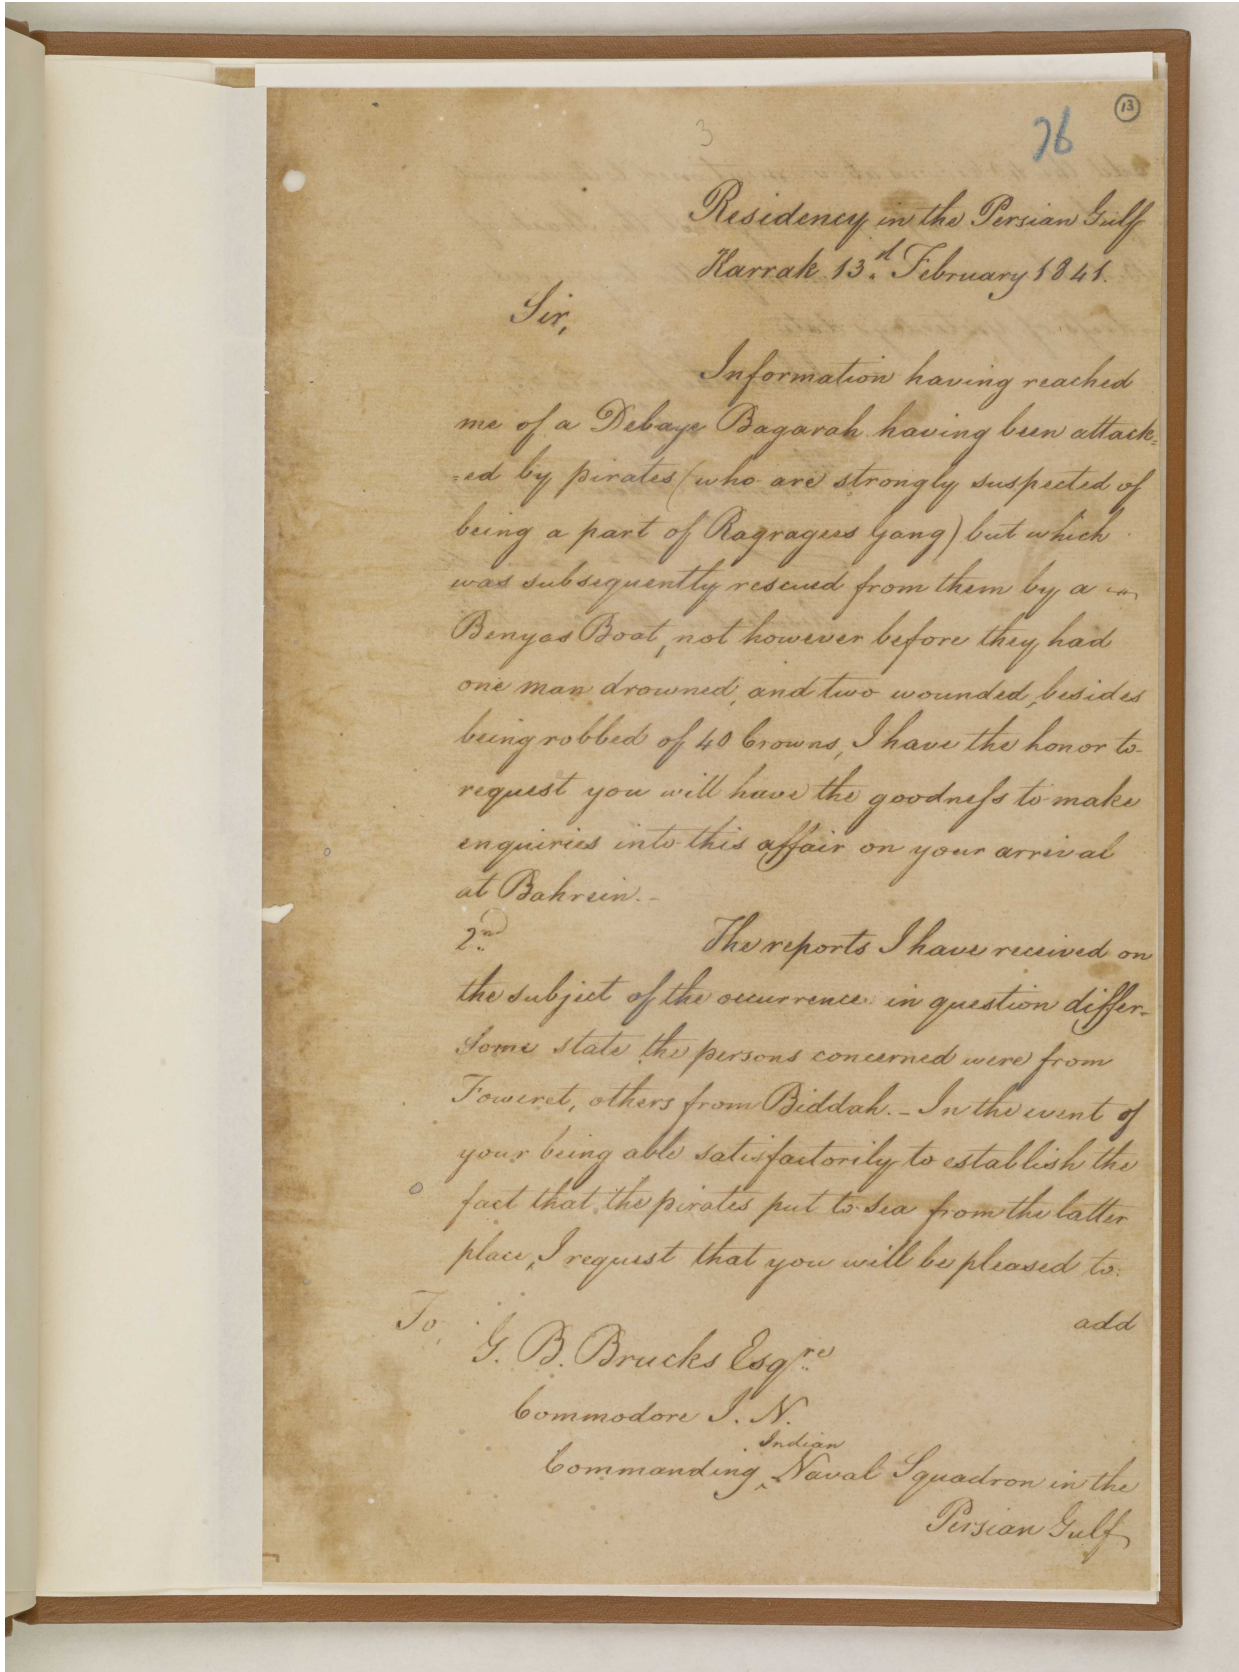 13
76
3
Residency in the Persian Gulf
Karrak 13.d February 1841.
Sir,
Information having reached
me of a Debaye Bagarah having been attack=
=ed by pirates (who are strongly suspected of
being a part of Ragragees Gang) but which
was subsequently rescued from them by a
Benyas Boat, not however before they had
one man drowned, and two wounded, besides
being robbed of 40 Crowns, I have the honor to
request you will have the goodneſs to make
enquiries into this affair on your arrival
at Bahrein. -
2nd. The reports I have received on
the subject of the occurrence in question differ-
Some state the persons concerned were from
Foweret, others from Biddah. - In the event of
your being able satisfactorily to establish the
fact that the pirates put to sea from the latter
place, I request that you will be pleased to
add
To,
G. B. Brucks Esqre.
Commodore I. N.
Indian
Commanding ‸ Naval Squadron in the
Persian Gulf